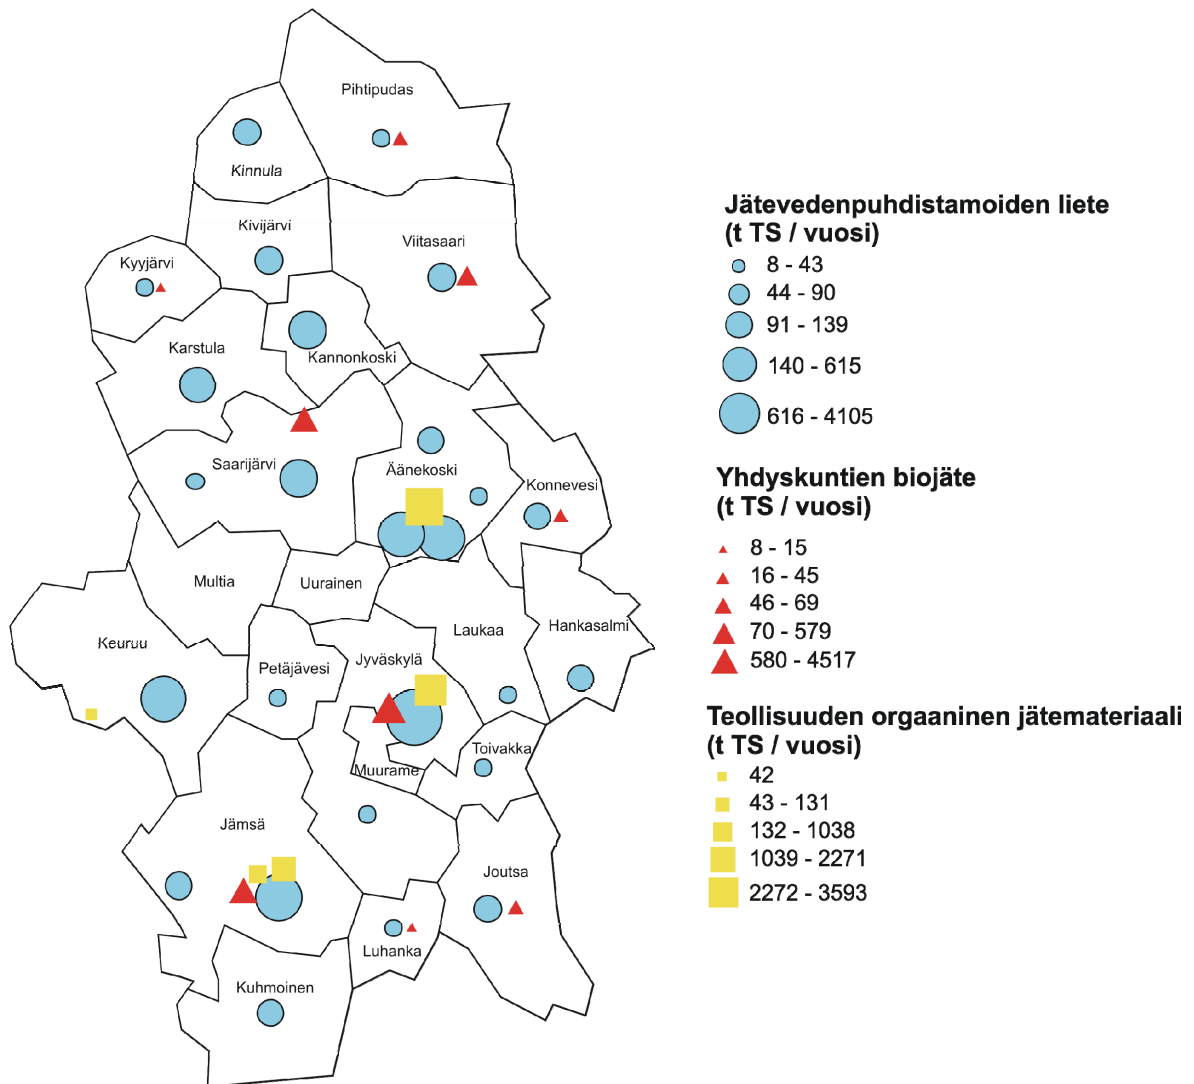 Pihtipudas
Kinnula
Kivijärvi
Viitasaari
Kyyjärvi
Karstula
Kannonkoski
Saarijärvi
Äänekoski
Konnevesi
Multia
Uurainen
Keuruu
Petäjävesi
Jyväskylä
Laukaa
Hankasalmi
Toivakka
Muurame
Jämsä
Joutsa
Luhanka
Kuhmoinen
Jätevedenpuhdistamoiden liete
(t TS / vuosi)
8 - 43
44 - 90
91 - 139
140 - 615
616 - 4105
Yhdyskuntien biojäte
(t TS / vuosi)
8 - 15
16 - 45
46 - 69
70 - 579
580 - 4517
Teollisuuden orgaaninen jätemateriaali
(t TS / vuosi)
42
43 - 131
132 - 1038
1039 - 2271
2272 - 3593